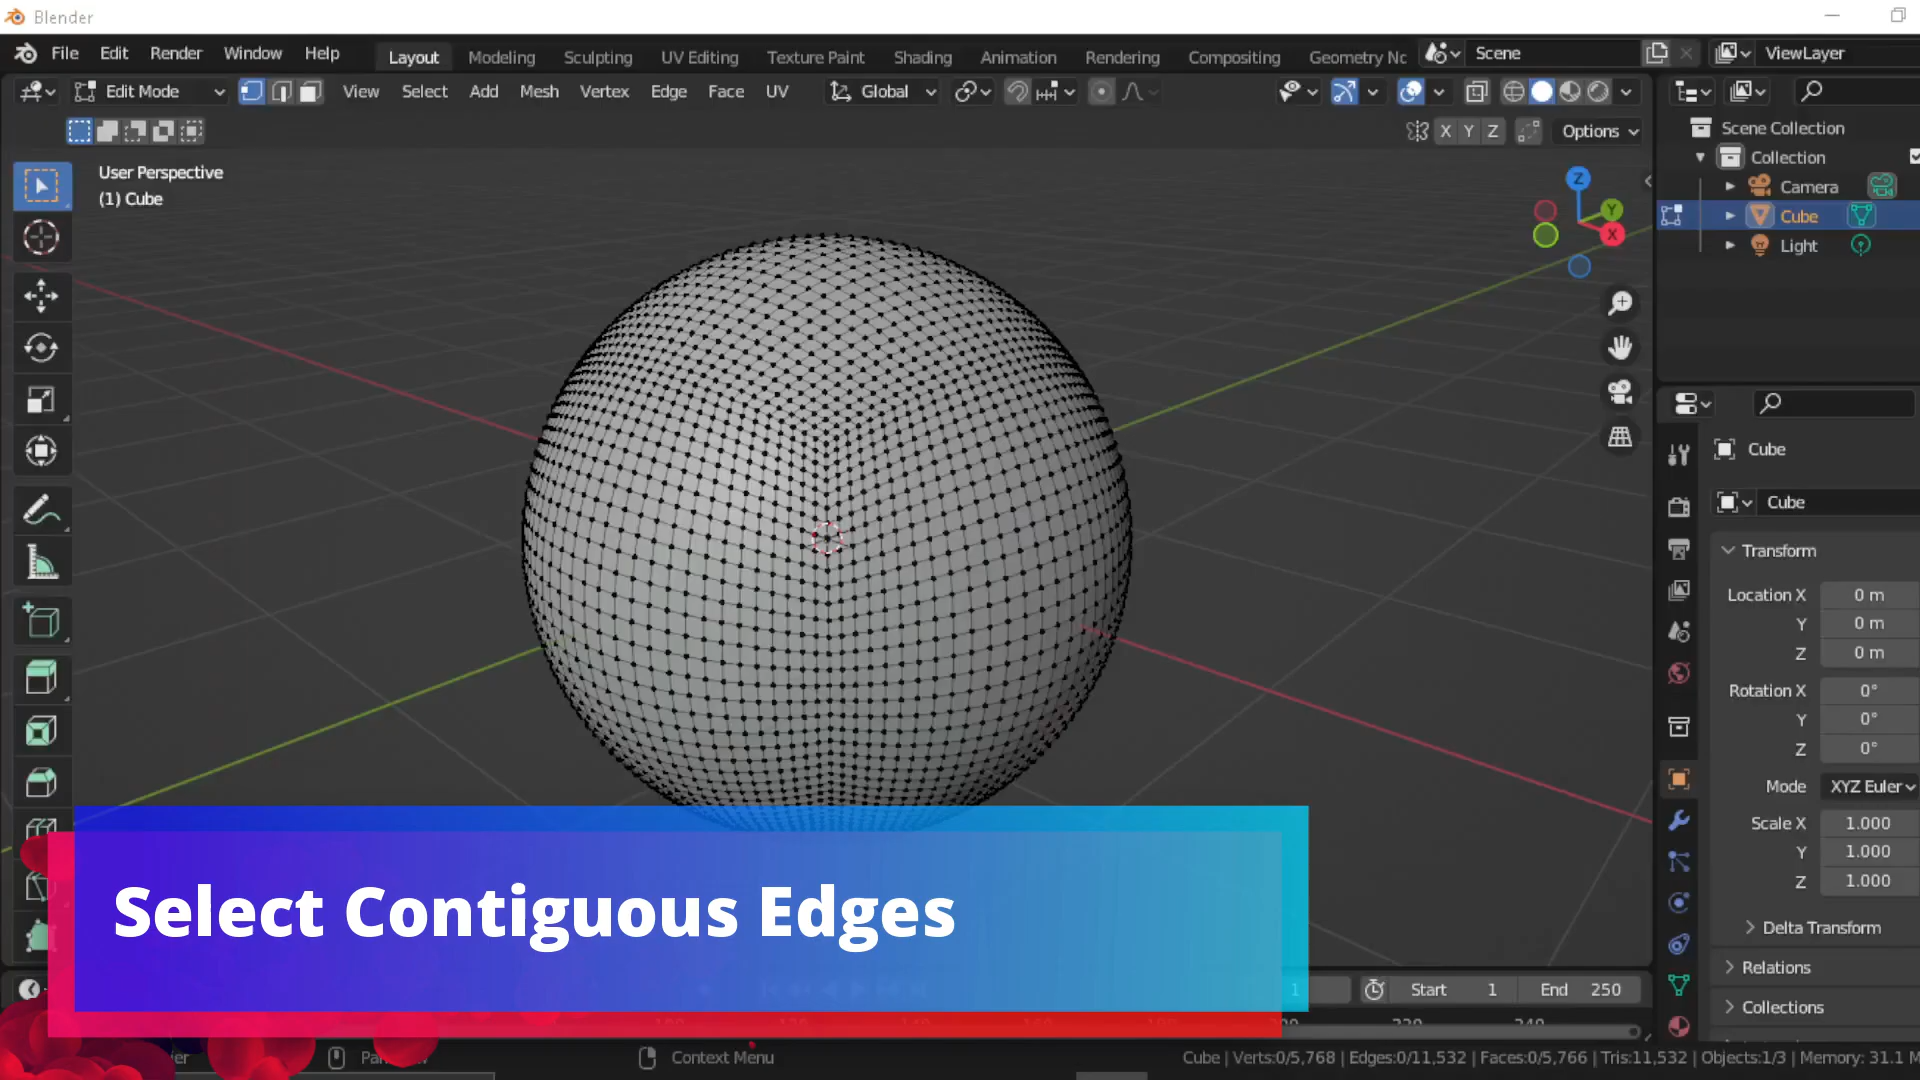 Blender
File Edit Render Window Help Layout Modeling Sculpting UV Editing Texture Paint Shading Animation Rendering Compositing Geometry Nc Scene ViewLayer
Edit Mode View Select Add Mesh Vertex Edge Face UV Global
X Y Z Options
User Perspective
(1) Cube
Z
Y
X
Scene Collection
Collection
Camera
Cube
Light
Cube
Cube
Transform
Location X 0 m
Y 0 m
Z 0 m
Rotation X 0°
Y 0°
Z 0°
Mode XYZ Euler
Scale X 1.000
Y 1.000
Z 1.000
Delta Transform
Relations
Collections
Select Contiguous Edges
1 Start 1 End 250
Context Menu
Cube | Verts:0/5,768 | Edges:0/11,532 | Faces:0/5,766 | Tris:11,532 | Objects:1/3 | Memory: 31.1 M